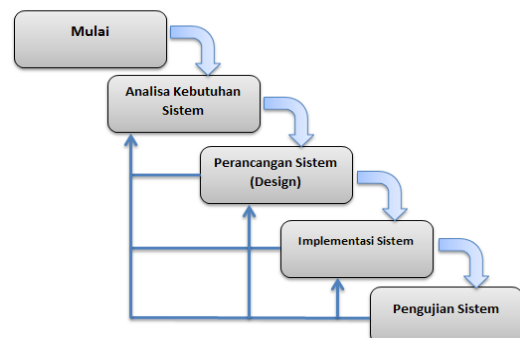 Mulai
Analisa Kebutuhan
Sistem
Perancangan Sistem
(Design)
Implementasi Sistem
Pengujian Sistem